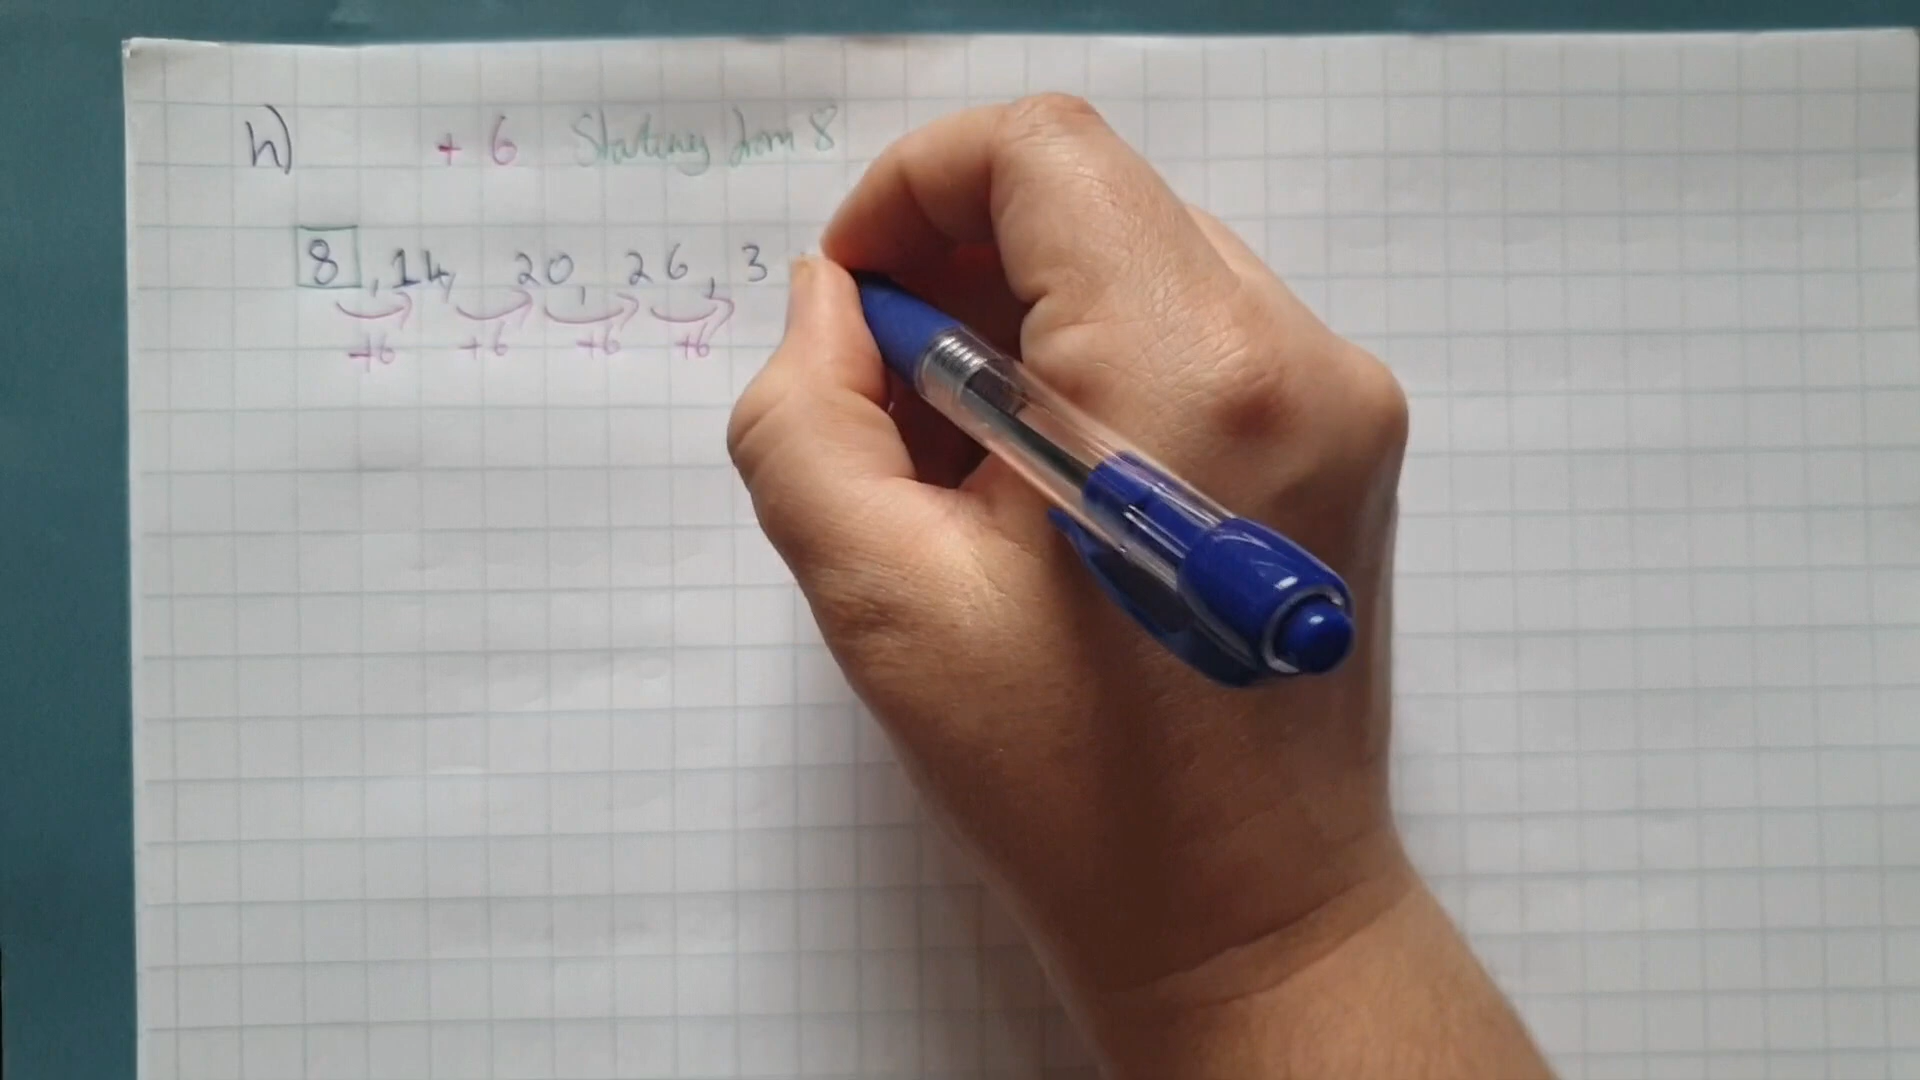 h) + 6 Starting from 8
8, 14, 20, 26, 3
+6 +6 +6 +6